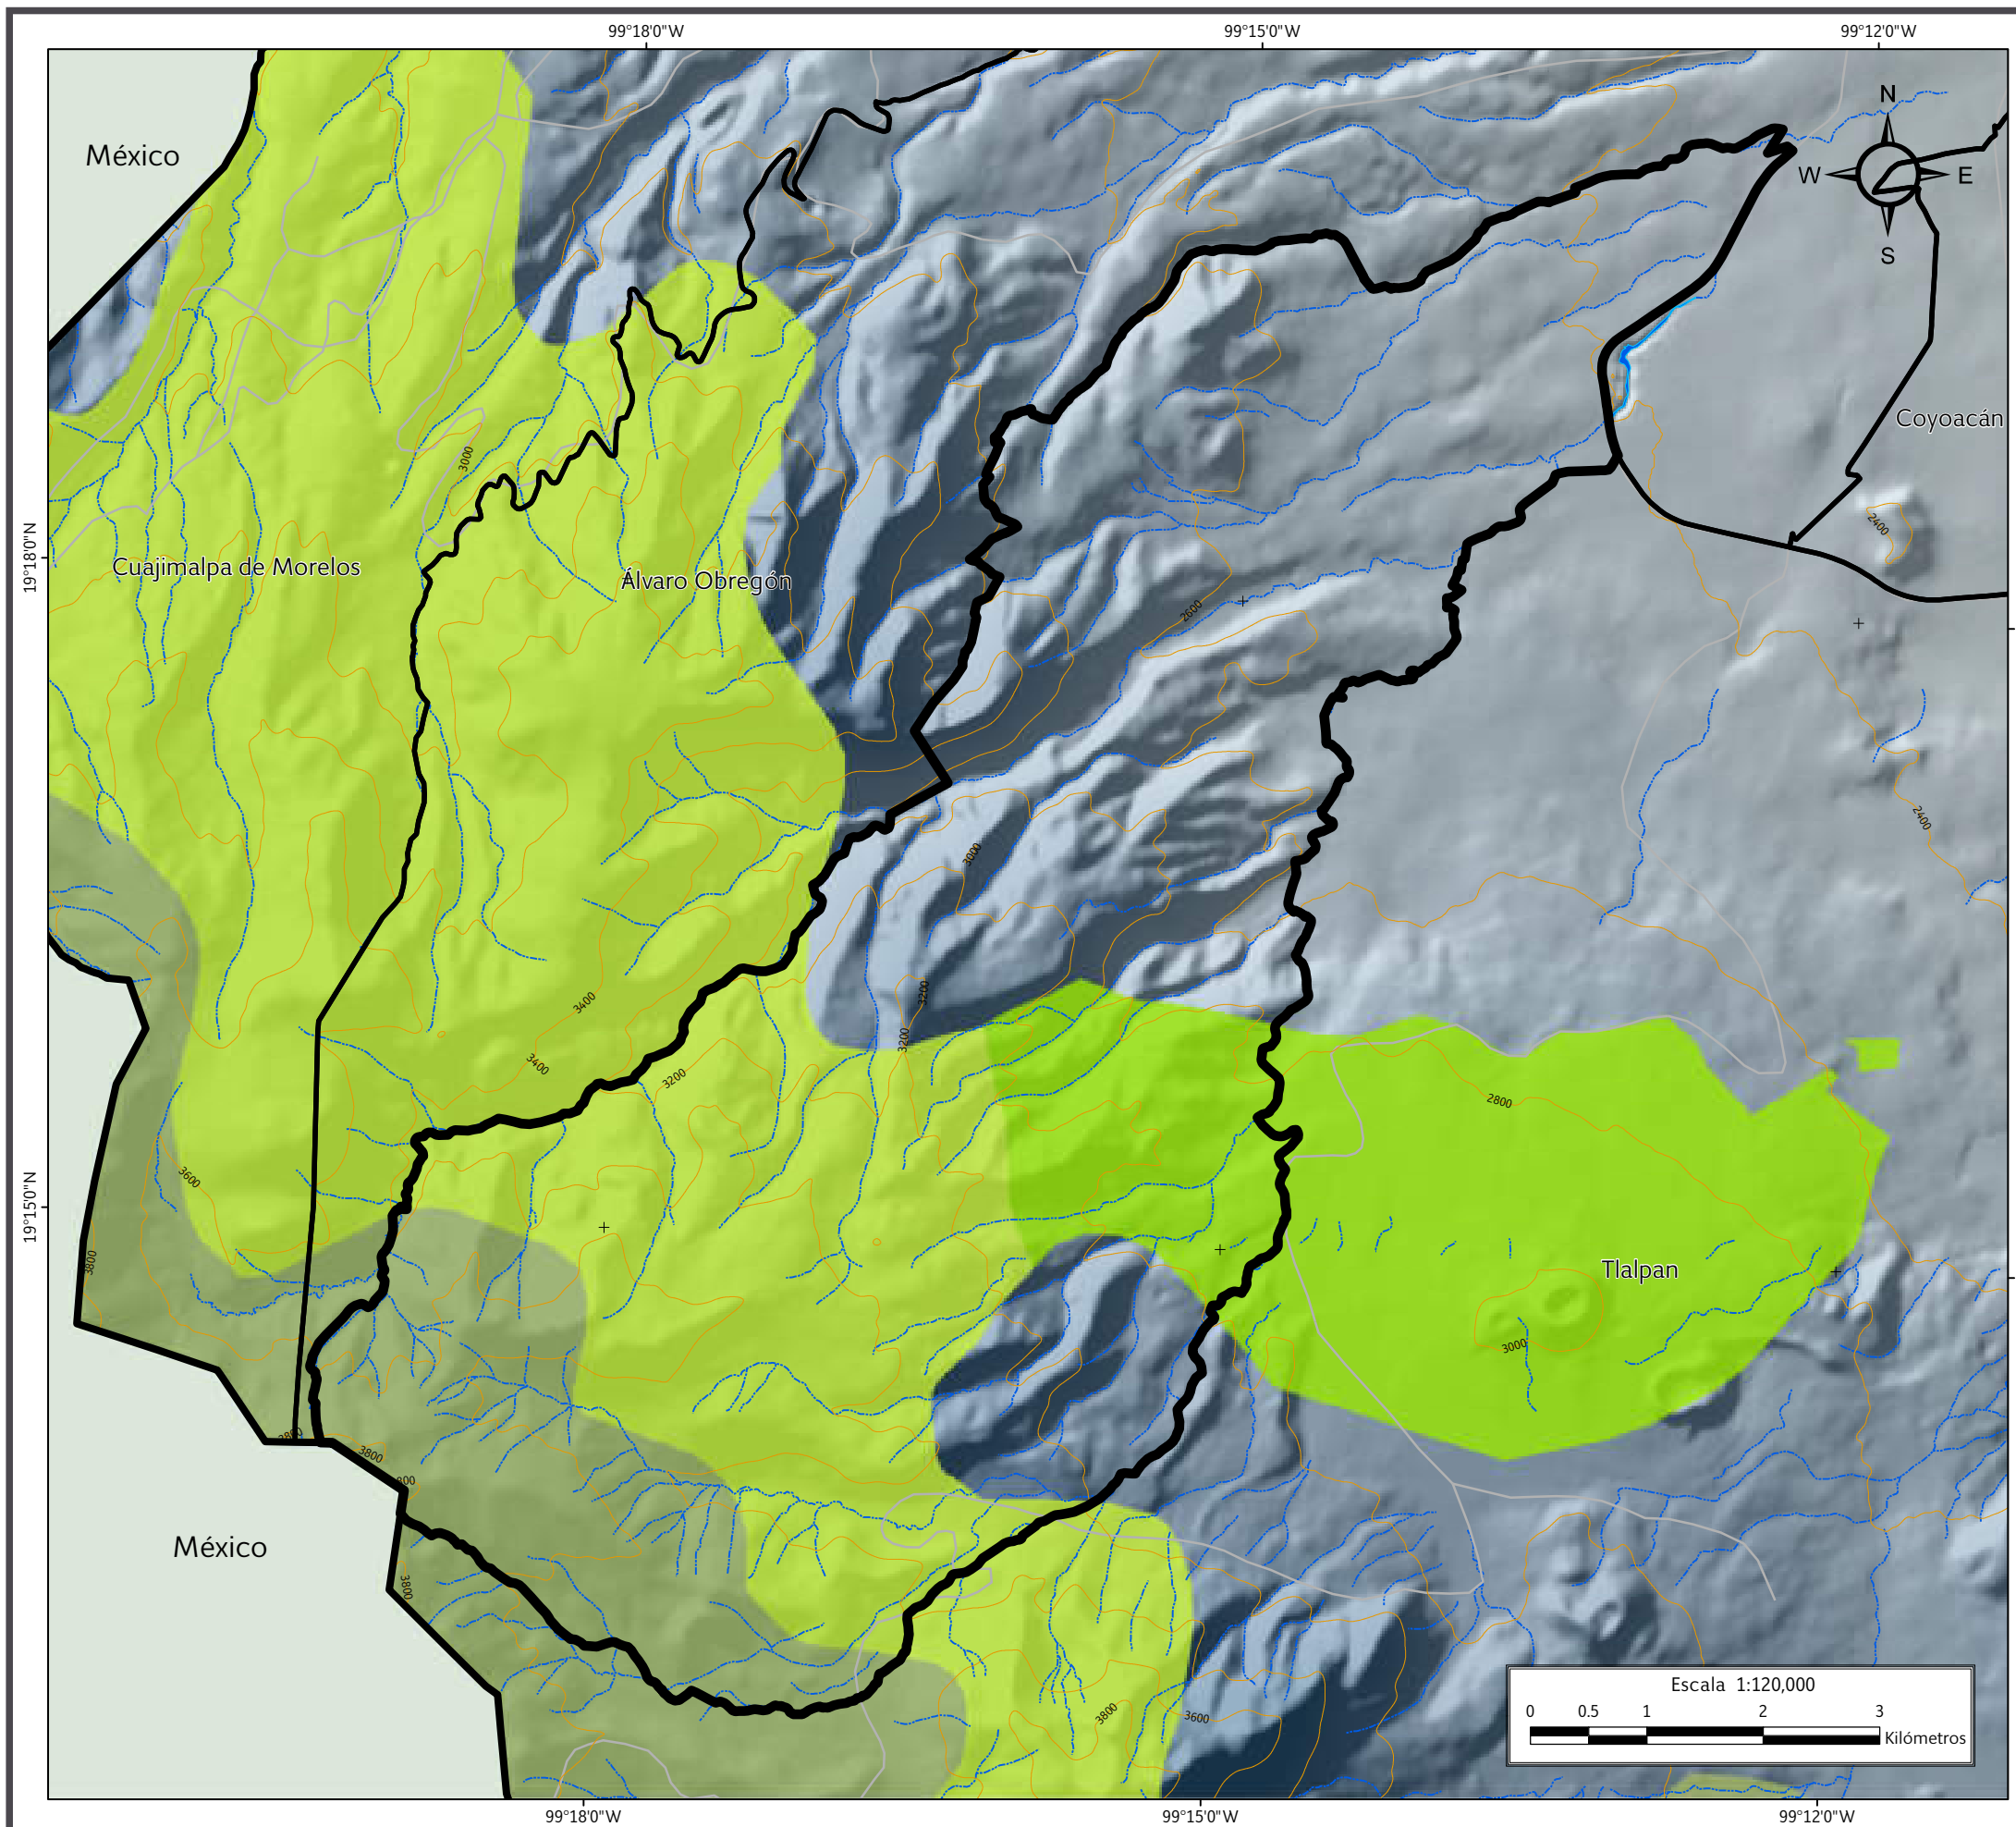 99°18'0"W
99°15'0"W
99°12'0"W
N
W
E
S
México
Coyoacán
3000
2400
19°18'0"N
Cuajimalpa de Morelos
Álvaro Obregón
2600
2400
3000
3200
3400
3200
3400
3200
2800
3600
19°15'0"N
3800
Tlalpan
3000
3800
3800
800
México
3800
3800
3600
Escala 1:120,000
0 0.5 1 2 3
Kilómetros
99°18'0"W
99°15'0"W
99°12'0"W